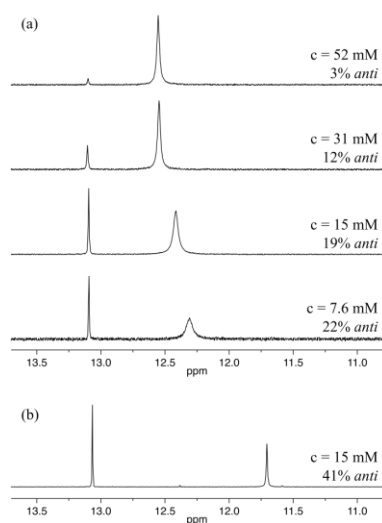 (a)
c = 52 mM
3% anti
c = 31 mM
12% anti
c = 15 mM
19% anti
c = 7.6 mM
22% anti
13.5 13.0 12.5 12.0 11.5 11.0
ppm
(b)
c = 15 mM
41% anti
13.5 13.0 12.5 12.0 11.5 11.0
ppm